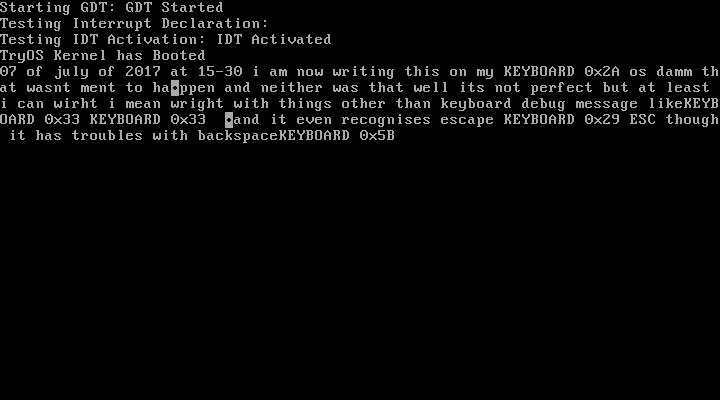 Starting GDT: GDT Started
Testing Interrupt Declaration:
Testing IDT Activation: IDT Activated
TryOS Kernel has Booted
07 of july of 2017 at 15-30 i am now writing this on my KEYBOARD 0x2A os damm th
at wasnt ment to ha◘ppen and neither was that well its not perfect but at least
i can wirht i mean wright with things other than keyboard debug message likeKEYB
OARD 0x33 KEYBOARD 0x33  ◘and it even recognises escape KEYBOARD 0x29 ESC though
 it has troubles with backspaceKEYBOARD 0x5B